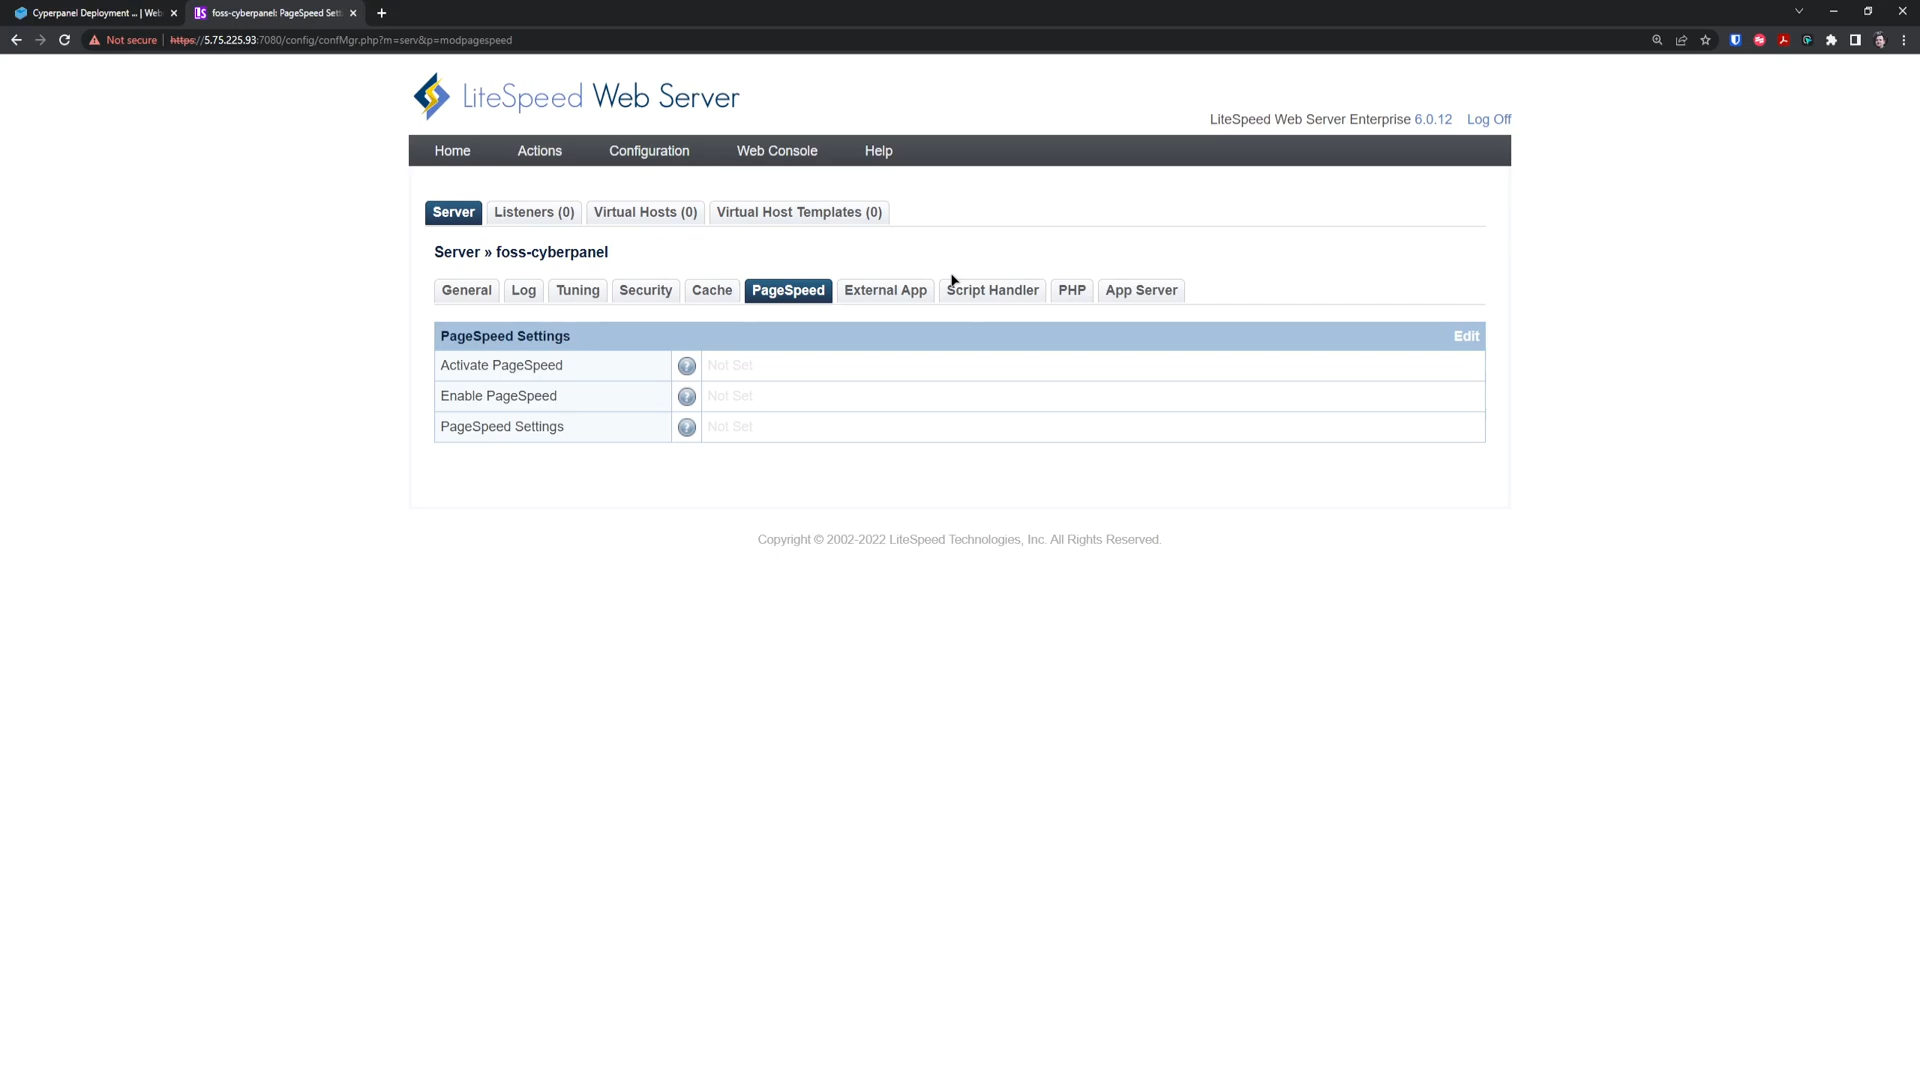 Cyperpanel Deployment ... | Web
foss-cyberpanel: PageSpeed Sett
Not secure
https://5.75.225.93:7080/config/confMgr.php?m=serv&p=modpagespeed
LiteSpeed Web Server
LiteSpeed Web Server Enterprise 6.0.12 Log Off
Home Actions Configuration Web Console Help
Server Listeners (0) Virtual Hosts (0) Virtual Host Templates (0)
Server » foss-cyberpanel
General Log Tuning Security Cache PageSpeed External App Script Handler PHP App Server
PageSpeed Settings Edit
Activate PageSpeed ? Not Set
Enable PageSpeed ? Not Set
PageSpeed Settings ? Not Set
Copyright © 2002-2022 LiteSpeed Technologies, Inc. All Rights Reserved.